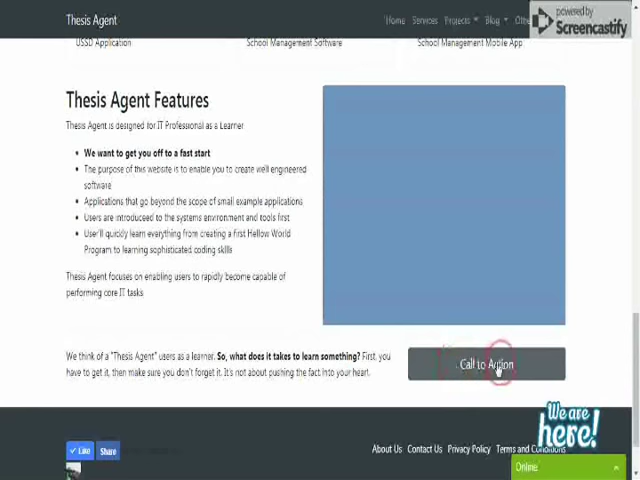 Thesis Agent
Home Services Projects Blog
powered by
Screencastify
USSD Application
School Management Software
School Management Mobile App
Thesis Agent Features
Thesis Agent is designed for IT Professional as a Learner
We want to get you off to a fast start
The purpose of this website is to enable you to create well engineered
software
Applications that go beyond the scope of small example applications
Users are introduceed to the systems environment and tools first
User'll quickly learn everything from creating a first Hellow World
Program to learning sophisticated coding skills
Thesis Agent focuses on enabling users to rapidly become capable of
performing core IT tasks
We think of a "Thesis Agent" users as a learner. So, what does it takes to learn something? First, you
have to get it, then make sure you don't forget it. It's not about pushing the fact into your heart.
Call to Action
We are
here!
Like Share
About Us Contact Us Privacy Policy Terms and Conditions
Online